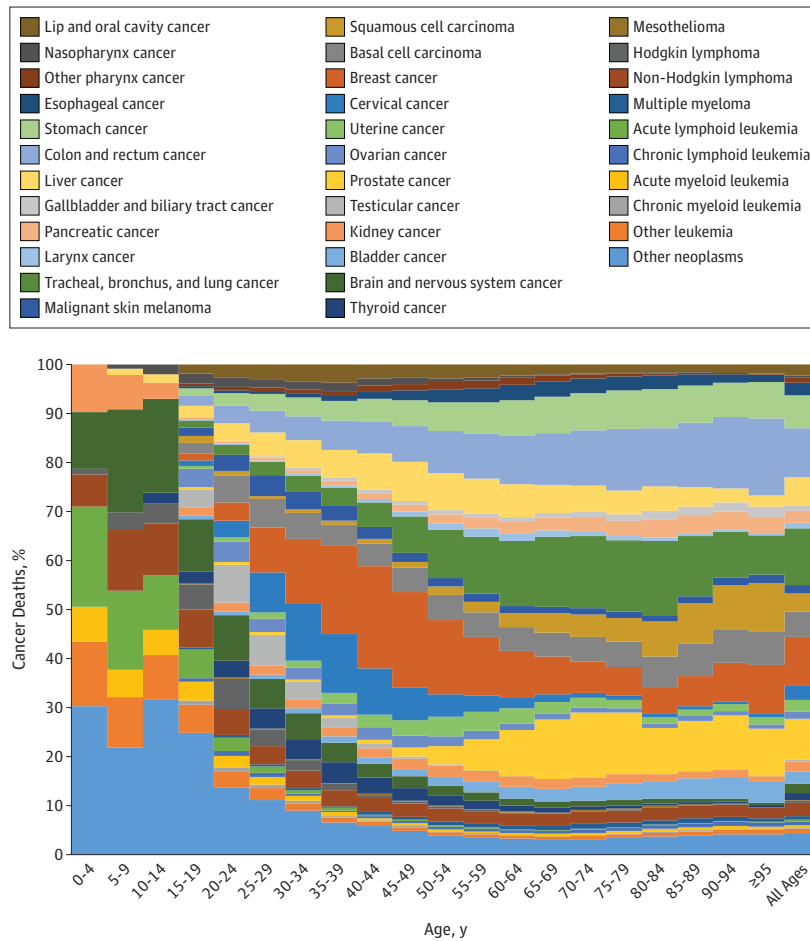 Lip and oral cavity cancer
Nasopharynx cancer
Other pharynx cancer
Esophageal cancer
Stomach cancer
Colon and rectum cancer
Liver cancer
Gallbladder and biliary tract cancer
Pancreatic cancer
Larynx cancer
Tracheal, bronchus, and lung cancer
Malignant skin melanoma
Squamous cell carcinoma
Basal cell carcinoma
Breast cancer
Cervical cancer
Uterine cancer
Ovarian cancer
Prostate cancer
Testicular cancer
Kidney cancer
Bladder cancer
Brain and nervous system cancer
Thyroid cancer
Mesothelioma
Hodgkin lymphoma
Non-Hodgkin lymphoma
Multiple myeloma
Acute lymphoid leukemia
Chronic lymphoid leukemia
Acute myeloid leukemia
Chronic myeloid leukemia
Other leukemia
Other neoplasms
Cancer Deaths, %
100
90
80
70
60
50
40
30
20
10
0
0-4
5-9
10-14
15-19
20-24
25-29
30-34
35-39
40-44
45-49
50-54
55-59
60-64
65-69
70-74
75-79
80-84
85-89
90-94
≥95
All Ages
Age, y